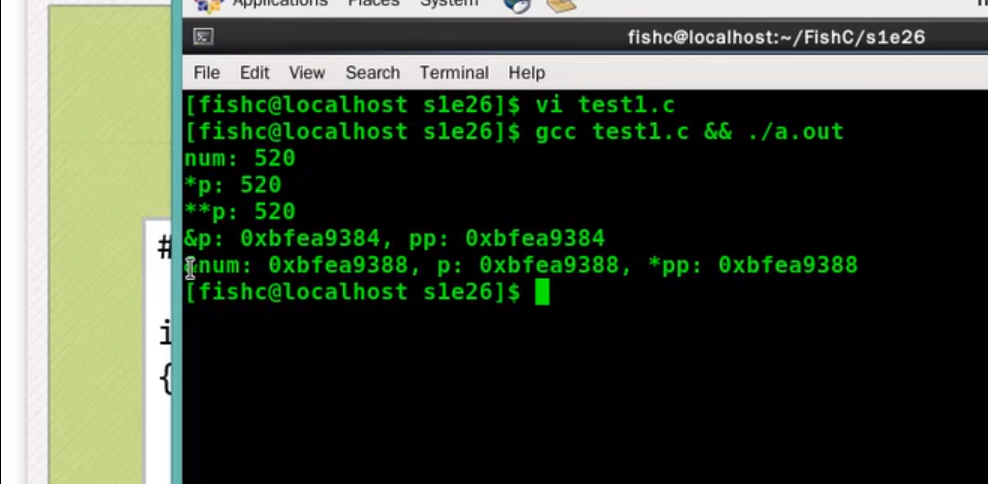 Applications Places System
fishc@localhost:~/FishC/s1e26
File Edit View Search Terminal Help
[fishc@localhost s1e26]$ vi test1.c
[fishc@localhost s1e26]$ gcc test1.c && ./a.out
num: 520
*p: 520
**p: 520
&p: 0xbfea9384, pp: 0xbfea9384
&num: 0xbfea9388, p: 0xbfea9388, *pp: 0xbfea9388
[fishc@localhost s1e26]$
#
i
{